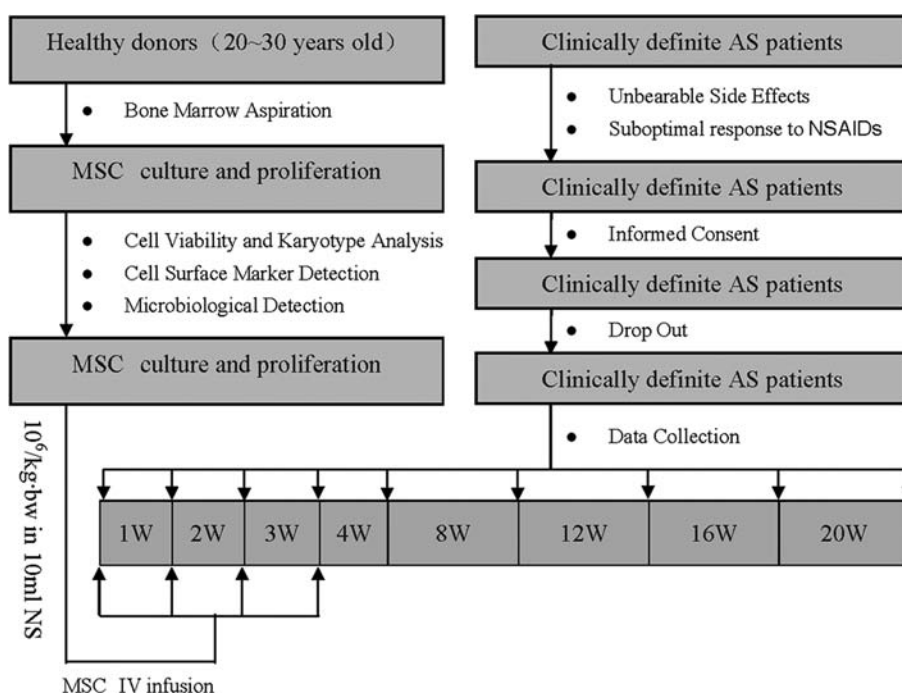 Healthy donors（20~30 years old）
• Bone Marrow Aspiration
MSC culture and proliferation
• Cell Viability and Karyotype Analysis
• Cell Surface Marker Detection
• Microbiological Detection
MSC culture and proliferation
10⁶/kg·bw in 10ml NS
MSC IV infusion
Clinically definite AS patients
• Unbearable Side Effects
• Suboptimal response to NSAIDs
Clinically definite AS patients
• Informed Consent
Clinically definite AS patients
• Drop Out
Clinically definite AS patients
• Data Collection
1W 2W 3W 4W 8W 12W 16W 20W